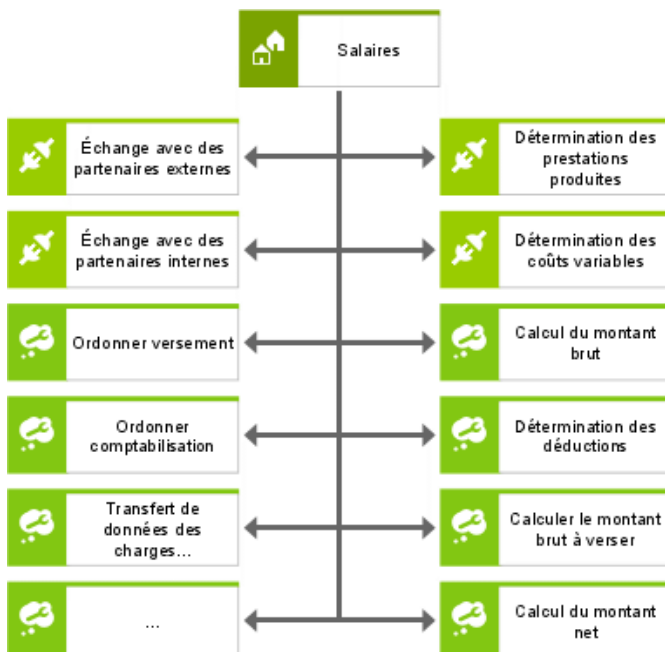 Salaires
Échange avec des
partenaires externes
Détermination des
prestations
produites
Échange avec des
partenaires internes
Détermination des
coûts variables
Ordonner versement
Calcul du montant
brut
Ordonner
comptabilisation
Détermination des
déductions
Transfert de
données des
charges...
Calculer le montant
brut à verser
...
Calcul du montant
net